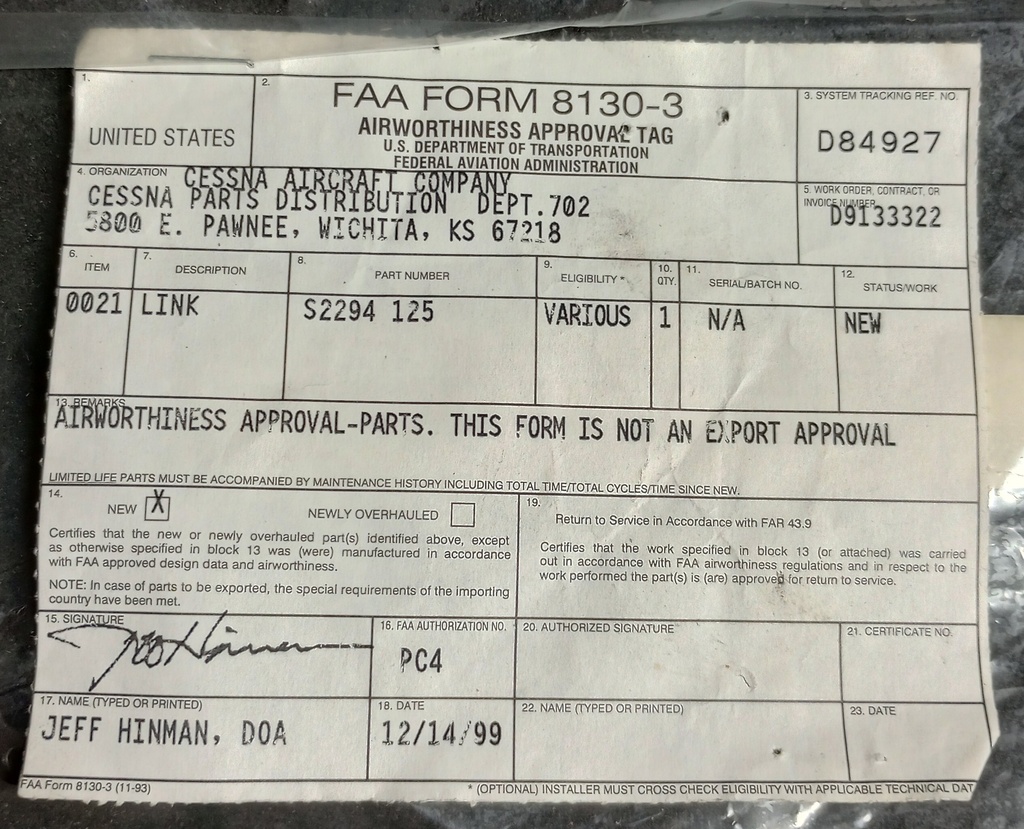 1.
UNITED STATES
2.
FAA FORM 8130-3
AIRWORTHINESS APPROVAL TAG
U.S. DEPARTMENT OF TRANSPORTATION
FEDERAL AVIATION ADMINISTRATION
3. SYSTEM TRACKING REF. NO.
D84927
4. ORGANIZATION
CESSNA AIRCRAFT COMPANY
CESSNA PARTS DISTRIBUTION DEPT.702
5800 E. PAWNEE, WICHITA, KS 67218
5. WORK ORDER, CONTRACT, OR
INVOICE NUMBER
D9133322
6.
ITEM
7.
DESCRIPTION
8.
PART NUMBER
9.
ELIGIBILITY *
10.
QTY.
11.
SERIAL/BATCH NO.
12.
STATUS/WORK
0021 LINK S2294 125 VARIOUS 1 N/A NEW
13. REMARKS
AIRWORTHINESS APPROVAL-PARTS. THIS FORM IS NOT AN EXPORT APPROVAL
LIMITED LIFE PARTS MUST BE ACCOMPANIED BY MAINTENANCE HISTORY INCLUDING TOTAL TIME/TOTAL CYCLES/TIME SINCE NEW.
14.
NEW X NEWLY OVERHAULED
Certifies that the new or newly overhauled part(s) identified above, except
as otherwise specified in block 13 was (were) manufactured in accordance
with FAA approved design data and airworthiness.
NOTE: In case of parts to be exported, the special requirements of the importing
country have been met.
19.
Return to Service in Accordance with FAR 43.9
Certifies that the work specified in block 13 (or attached) was carried
out in accordance with FAA airworthiness regulations and in respect to the
work performed the part(s) is (are) approved for return to service.
15. SIGNATURE
Jeff Hinman
16. FAA AUTHORIZATION NO.
PC4
20. AUTHORIZED SIGNATURE
21. CERTIFICATE NO.
17. NAME (TYPED OR PRINTED)
JEFF HINMAN, DOA
18. DATE
12/14/99
22. NAME (TYPED OR PRINTED)
23. DATE
FAA Form 8130-3 (11-93)
* (OPTIONAL) INSTALLER MUST CROSS CHECK ELIGIBILITY WITH APPLICABLE TECHNICAL DAT